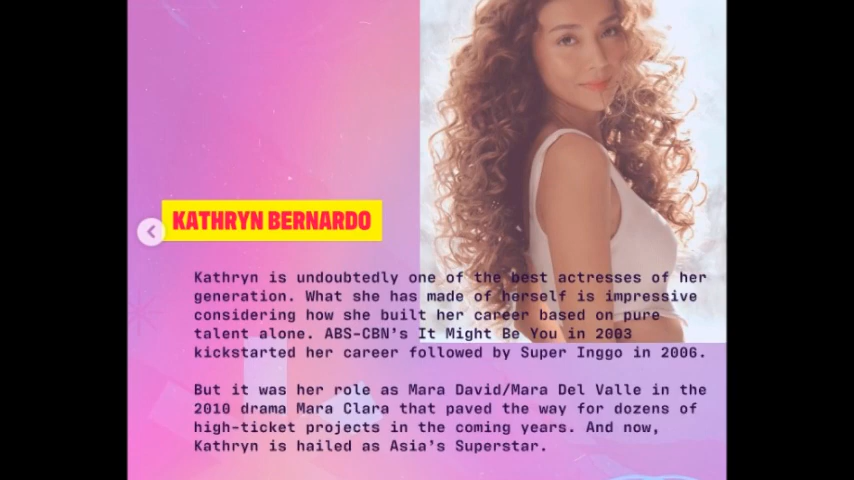 KATHRYN BERNARDO
Kathryn is undoubtedly one of the best actresses of her
generation. What she has made of herself is impressive
considering how she built her career based on pure
talent alone. ABS-CBN's It Might Be You in 2003
kickstarted her career followed by Super Inggo in 2006.
But it was her role as Mara David/Mara Del Valle in the
2010 drama Mara Clara that paved the way for dozens of
high-ticket projects in the coming years. And now,
Kathryn is hailed as Asia's Superstar.